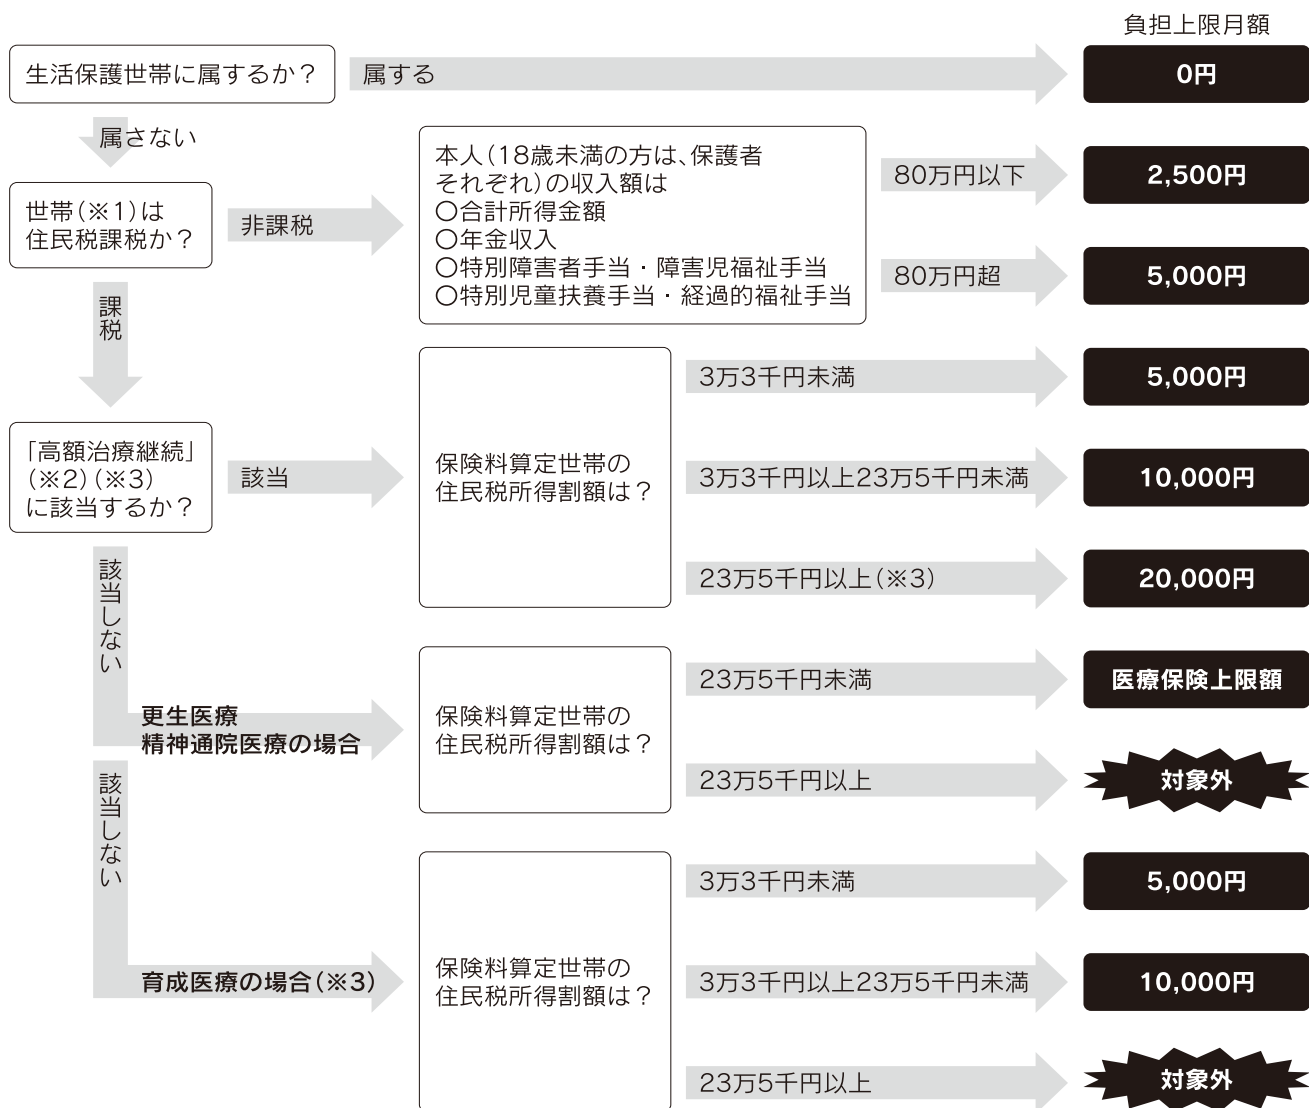 負担上限月額
生活保護世帯に属するか？
属する
0円
属さない
世帯(※1)は
住民税課税か？
非課税
本人(18歳未満の方は、保護者
それぞれ)の収入額は
○合計所得金額
○年金収入
○特別障害者手当・障害児福祉手当
○特別児童扶養手当・経過的福祉手当
80万円以下
2,500円
80万円超
5,000円
課税
「高額治療継続」
(※2)(※3)
に該当するか？
該当
保険料算定世帯の
住民税所得割額は？
3万3千円未満
5,000円
3万3千円以上23万5千円未満
10,000円
23万5千円以上(※3)
20,000円
該当しない
更生医療
精神通院医療の場合
保険料算定世帯の
住民税所得割額は？
23万5千円未満
医療保険上限額
23万5千円以上
対象外
該当しない
育成医療の場合(※3)
保険料算定世帯の
住民税所得割額は？
3万3千円未満
5,000円
3万3千円以上23万5千円未満
10,000円
23万5千円以上
対象外